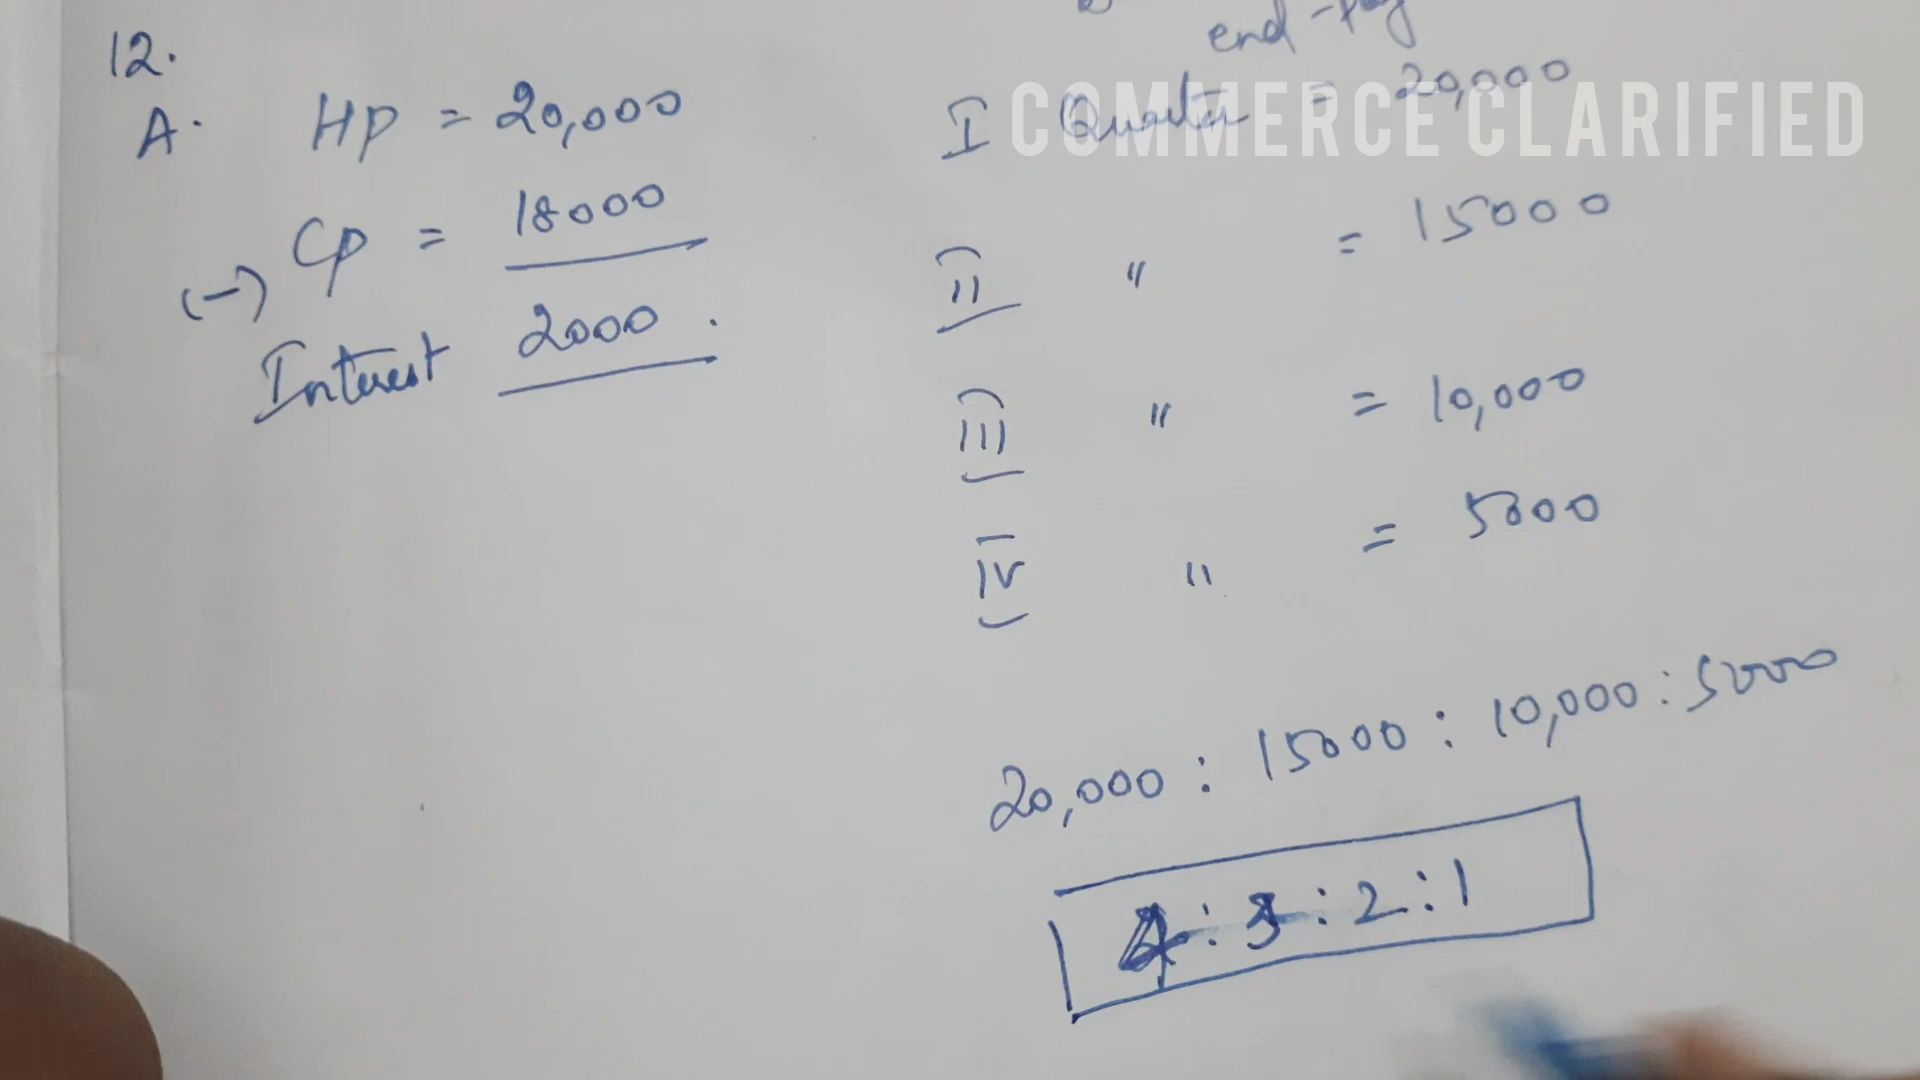 12.
A. HP = 20,000
(-) CP = 18000
Interest 2000.
end - pay
I Quarter = 20,000
COMMERCE CLARIFIED
II " = 15000
III " = 10,000
IV " = 5000
20,000 : 15000 : 10,000 : 5000
4 : 3 : 2 : 1